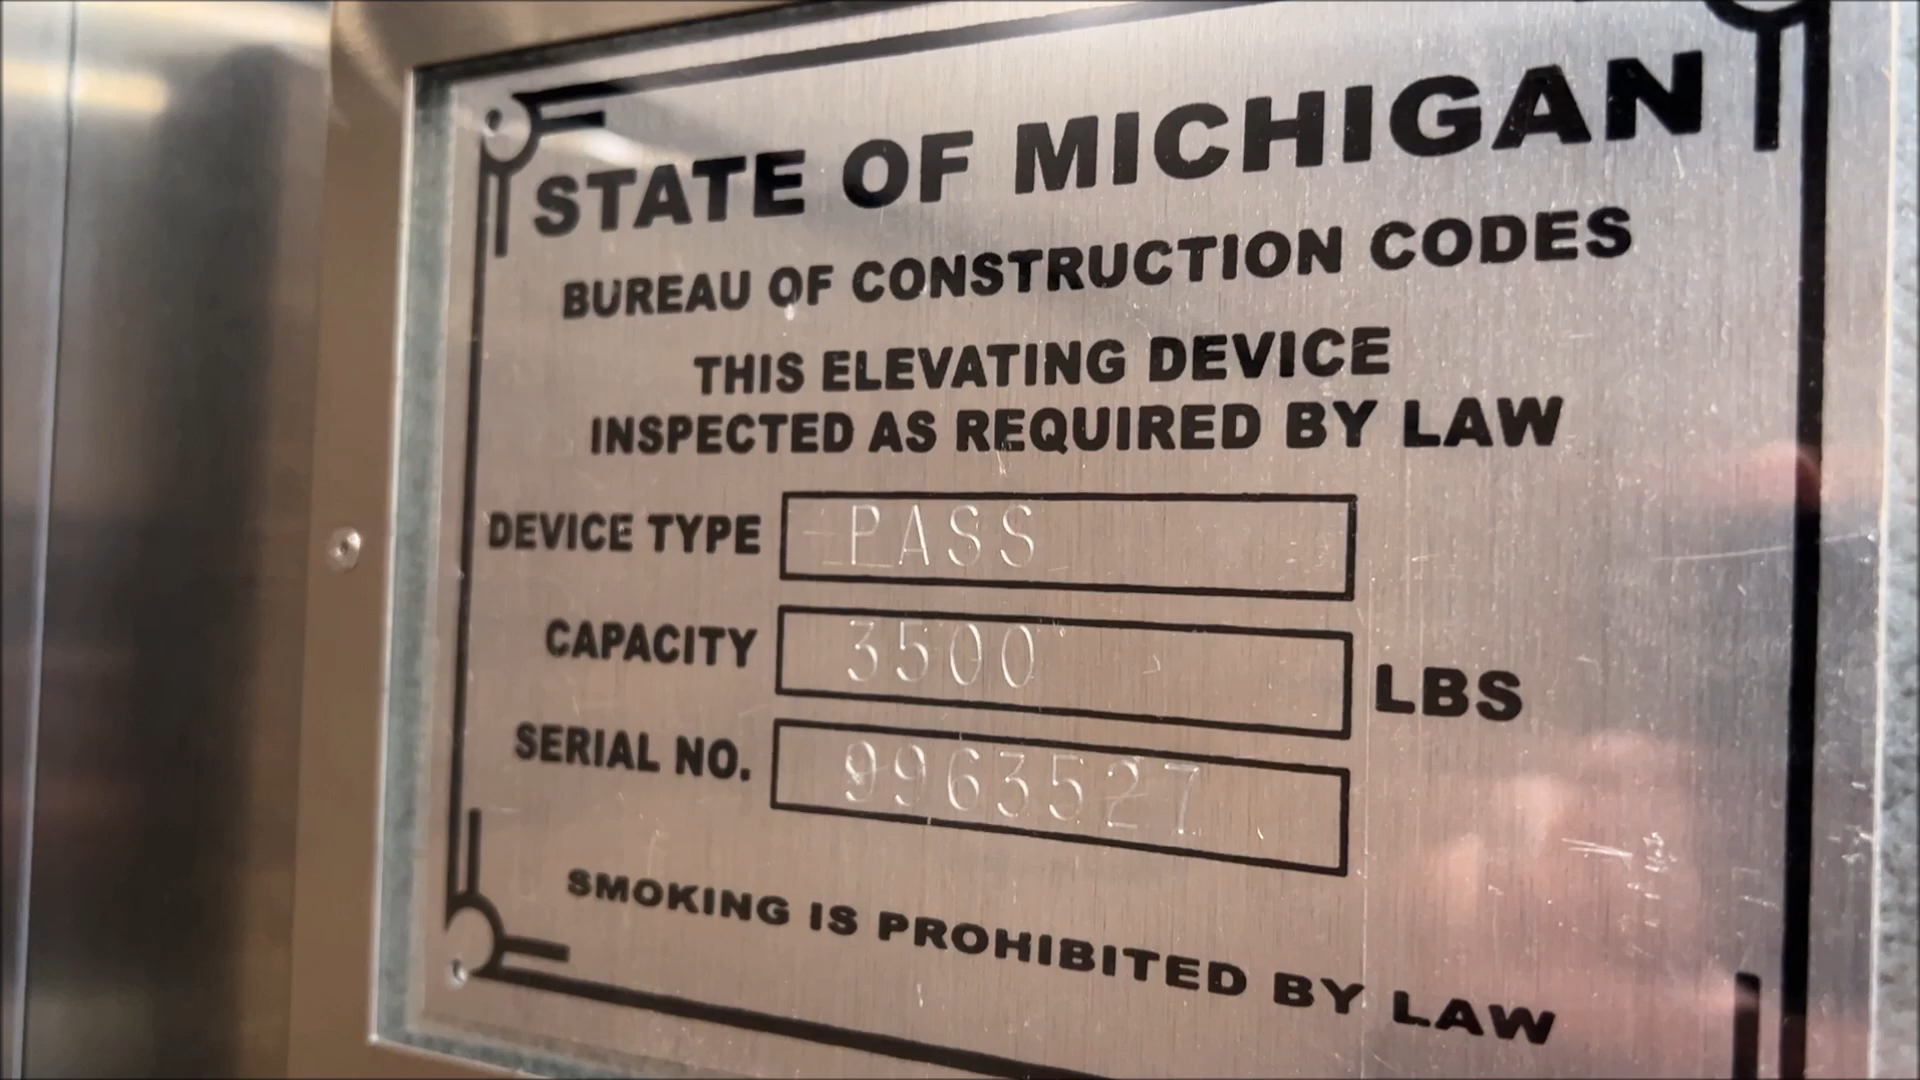 STATE OF MICHIGAN
BUREAU OF CONSTRUCTION CODES
THIS ELEVATING DEVICE
INSPECTED AS REQUIRED BY LAW
DEVICE TYPE PASS
CAPACITY 3500 LBS
SERIAL NO. 9963527
SMOKING IS PROHIBITED BY LAW